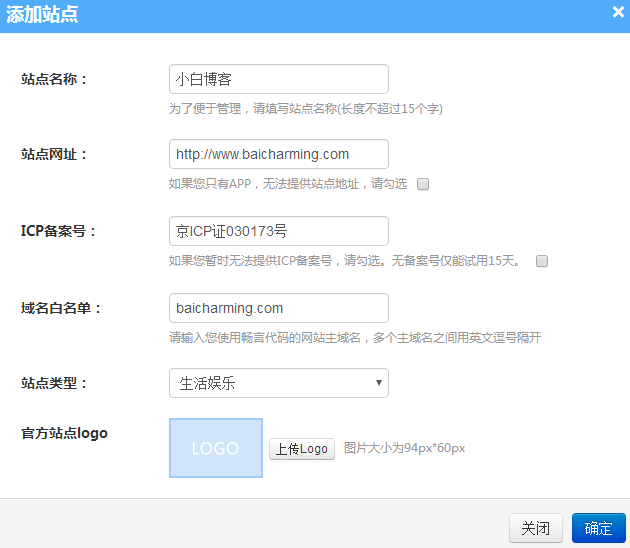 添加站点 ×
站点名称： 小白博客
为了便于管理，请填写站点名称(长度不超过15个字)
站点网址： http://www.baicharming.com
如果您只有APP，无法提供站点地址，请勾选
ICP备案号： 京ICP证030173号
如果您暂时无法提供ICP备案号，请勾选。无备案号仅能试用15天。
域名白名单： baicharming.com
请输入您使用畅言代码的网站主域名，多个主域名之间用英文逗号隔开
站点类型： 生活娱乐
官方站点logo
LOGO 上传Logo 图片大小为94px*60px
关闭 确定